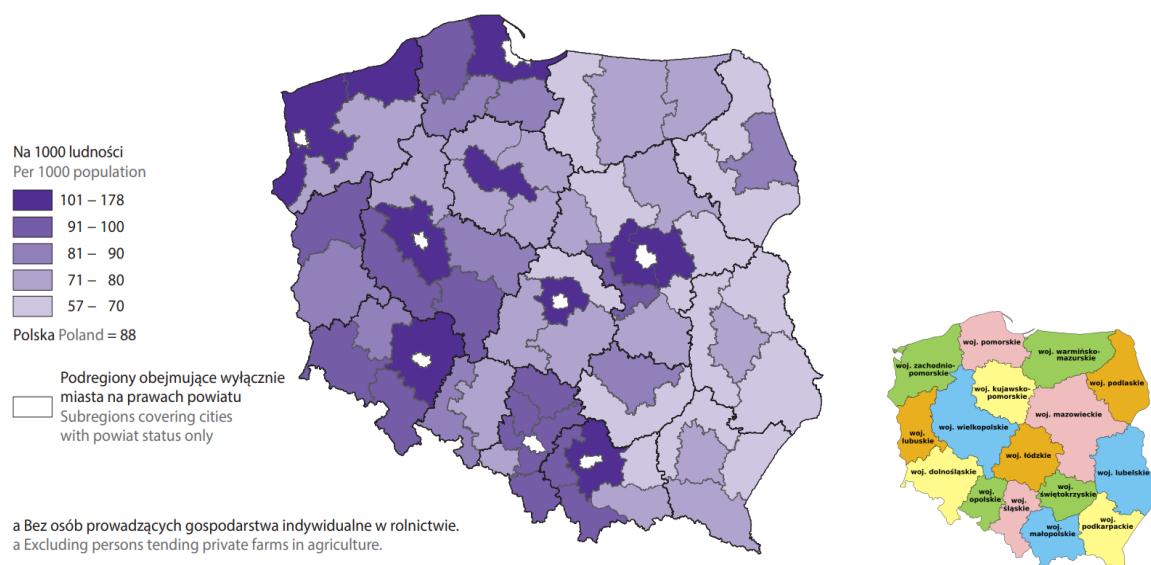 Na 1000 ludności
Per 1000 population
101 – 178
91 – 100
81 – 90
71 – 80
57 – 70
Polska Poland = 88
Podregiony obejmujące wyłącznie
miasta na prawach powiatu
Subregions covering cities
with powiat status only
a Bez osób prowadzących gospodarstwa indywidualne w rolnictwie.
a Excluding persons tending private farms in agriculture.
woj. pomorskie
woj. warmińsko-
mazurskie
woj. zachodnio-
pomorskie
woj. podlaskie
woj. kujawsko-
pomorskie
woj. mazowieckie
woj. wielkopolskie
woj.
lubuskie
woj. łódzkie
woj. dolnośląskie
woj. lubelskie
woj.
opolskie
woj.
śląskie
woj.
świętokrzyskie
woj.
małopolskie
woj.
podkarpackie